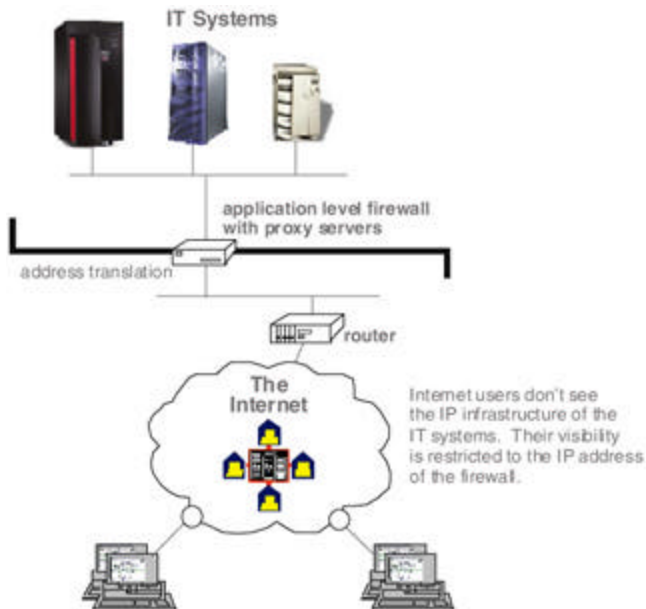 IT Systems
application level firewall
with proxy servers
address translation
router
The
Internet
Internet users don't see
the IP infrastructure of the
IT systems. Their visibility
is restricted to the IP address
of the firewall.